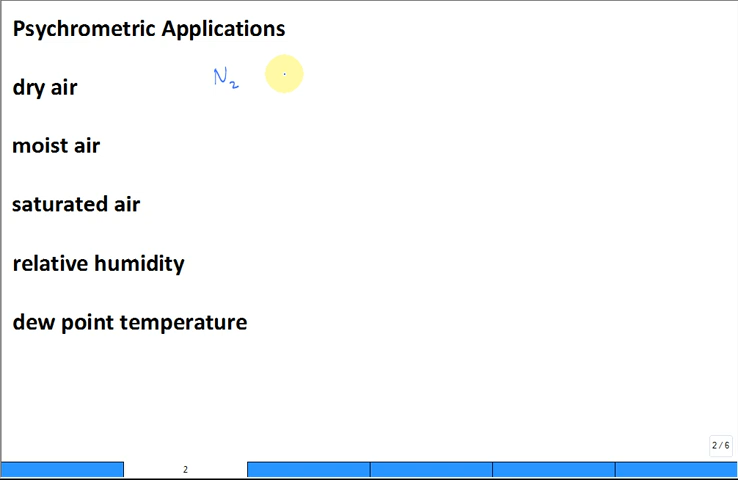 Psychrometric Applications
dry air N₂
moist air
saturated air
relative humidity
dew point temperature
2 / 6
2